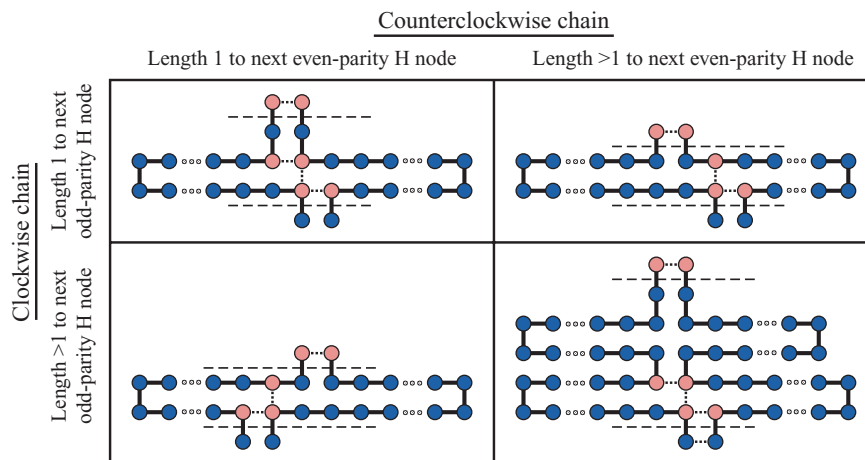 Counterclockwise chain
Length 1 to next even-parity H node
Length >1 to next even-parity H node
Clockwise chain
Length 1 to next
odd-parity H node
Length >1 to next
odd-parity H node